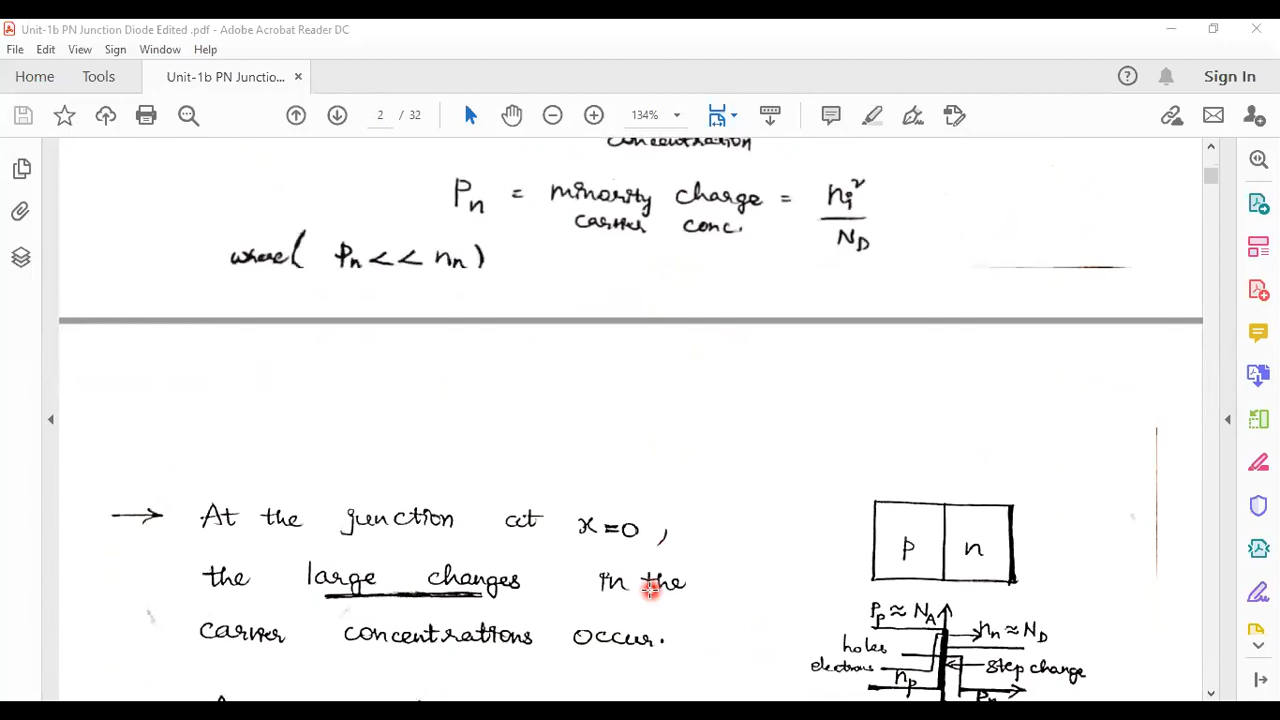 Unit-1b PN Junction Diode Edited .pdf - Adobe Acrobat Reader DC
File Edit View Sign Window Help
Home Tools Unit-1b PN Junctio... × Sign In
2 / 32 134%
concentration
Pn = minority charge = ni²
carrier conc. ND
where( Pn << nn)
→ At the junction at x=0,
the large changes in the
carrier concentrations occur.
p n
Pp ≈ NA
nn ≈ ND
holes
electrons
step change
np
Pn